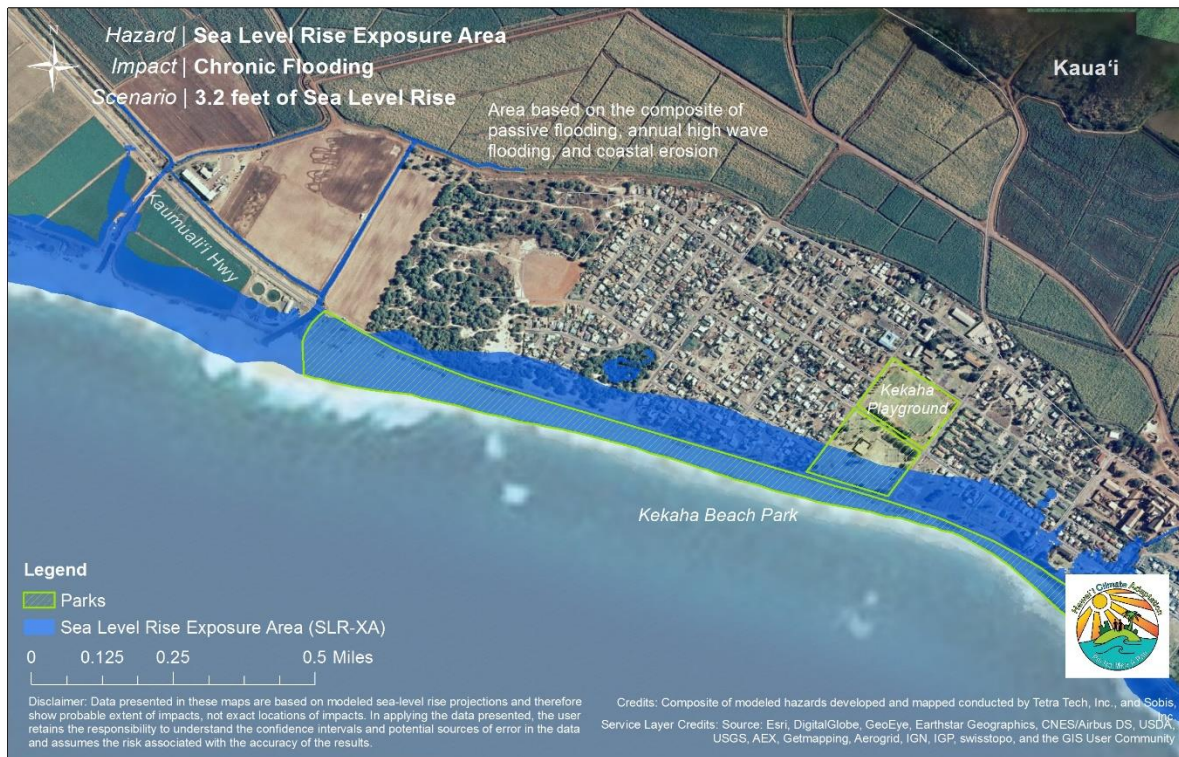 Hazard | Sea Level Rise Exposure Area
Impact | Chronic Flooding
Scenario | 3.2 feet of Sea Level Rise
N
Kauaʻi
Area based on the composite of
passive flooding, annual high wave
flooding, and coastal erosion
Kaumualiʻi Hwy
Kekaha
Playground
Kekaha Beach Park
Legend
Parks
Sea Level Rise Exposure Area (SLR-XA)
0 0.125 0.25 0.5 Miles
Hawaiʻi Climate Adaptation
Disclaimer: Data presented in these maps are based on modeled sea-level rise projections and therefore
show probable extent of impacts, not exact locations of impacts. In applying the data presented, the user
retains the responsibility to understand the confidence intervals and potential sources of error in the data
and assumes the risk associated with the accuracy of the results.
Credits: Composite of modeled hazards developed and mapped conducted by Tetra Tech, Inc., and Sobis,
Inc.
Service Layer Credits: Source: Esri, DigitalGlobe, GeoEye, Earthstar Geographics, CNES/Airbus DS, USDA,
USGS, AEX, Getmapping, Aerogrid, IGN, IGP, swisstopo, and the GIS User Community